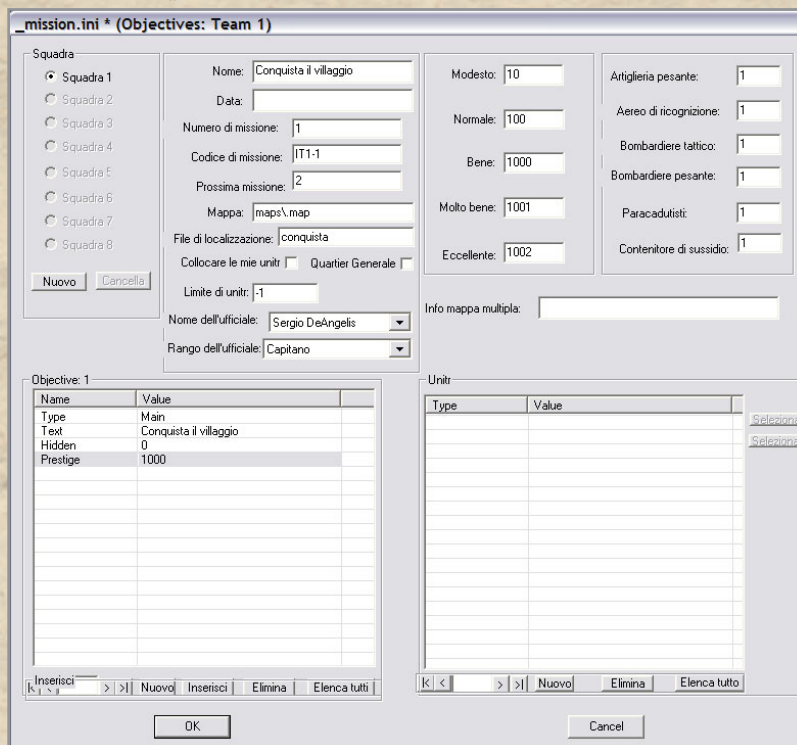 _mission.ini * (Objectives: Team 1)
Squadra
Squadra 1
Squadra 2
Squadra 3
Squadra 4
Squadra 5
Squadra 6
Squadra 7
Squadra 8
Nuovo Cancella
Nome: Conquista il villaggio
Data:
Numero di missione: 1
Codice di missione: IT1-1
Prossima missione: 2
Mappa: maps\.map
File di localizzazione: conquista
Collocare le mie unitr Quartier Generale
Limite di unitr: -1
Nome dell'ufficiale: Sergio DeAngelis
Rango dell'ufficiale: Capitano
Modesto: 10
Normale: 100
Bene: 1000
Molto bene: 1001
Eccellente: 1002
Artiglieria pesante: 1
Aereo di ricognizione: 1
Bombardiere tattico: 1
Bombardiere pesante: 1
Paracadutisti: 1
Contenitore di sussidio: 1
Info mappa multipla:
Objective: 1
Name Value
Type Main
Text Conquista il villaggio
Hidden 0
Prestige 1000
Inserisci
Nuovo Inserisci Elimina Elenca tutti
Unitr
Type Value
Seleziona
Seleziona
Nuovo Elimina Elenca tutto
OK Cancel